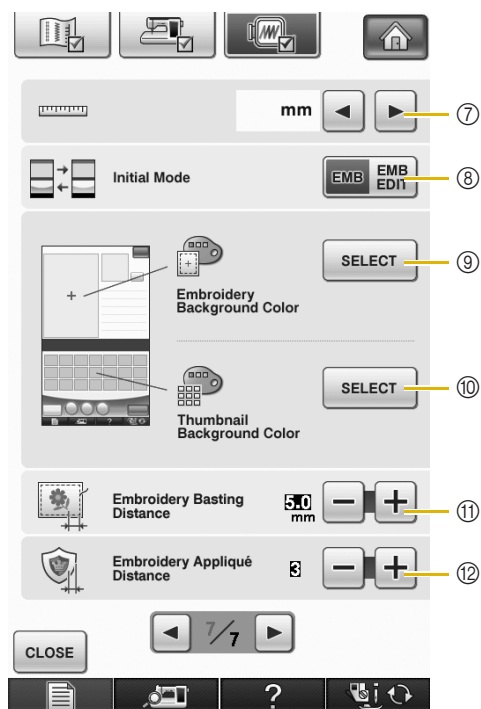 mm
⑦
Initial Mode
EMB
EMB
EDIT
⑧
SELECT
⑨
Embroidery
Background Color
SELECT
⑩
Thumbnail
Background Color
Embroidery Basting
Distance
5.0
mm
⑪
Embroidery Appliqué
Distance
3
⑫
7/7
CLOSE
?